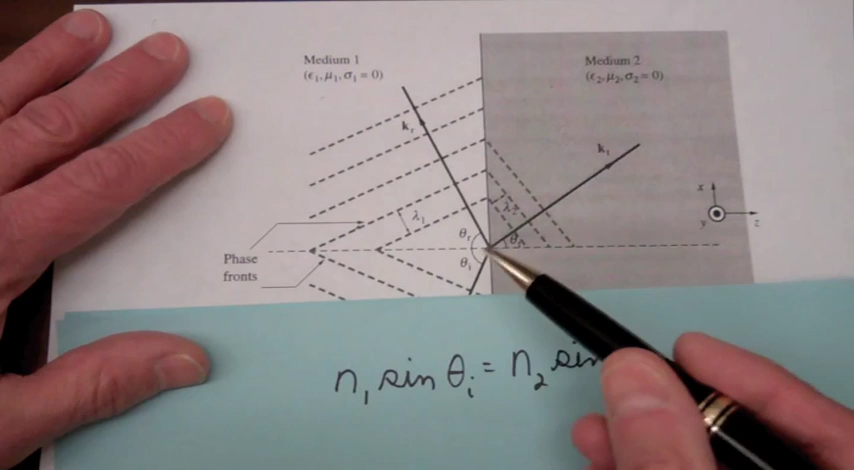 Medium 1
(ϵ₁, μ₁, σ₁ = 0)
Medium 2
(ϵ₂, μ₂, σ₂ = 0)
kᵣ
kₜ
λ₁
λ₂
x
y
z
θᵣ
θᵢ
Phase
fronts
n₁ sin θᵢ = n₂ sin